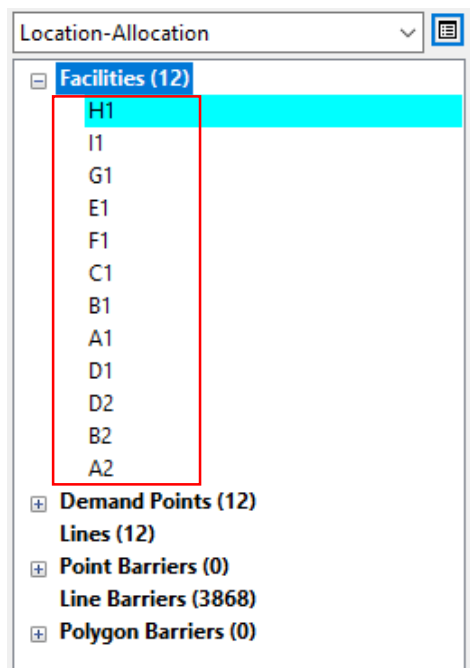 Location-Allocation
Facilities (12)
H1
I1
G1
E1
F1
C1
B1
A1
D1
D2
B2
A2
Demand Points (12)
Lines (12)
Point Barriers (0)
Line Barriers (3868)
Polygon Barriers (0)